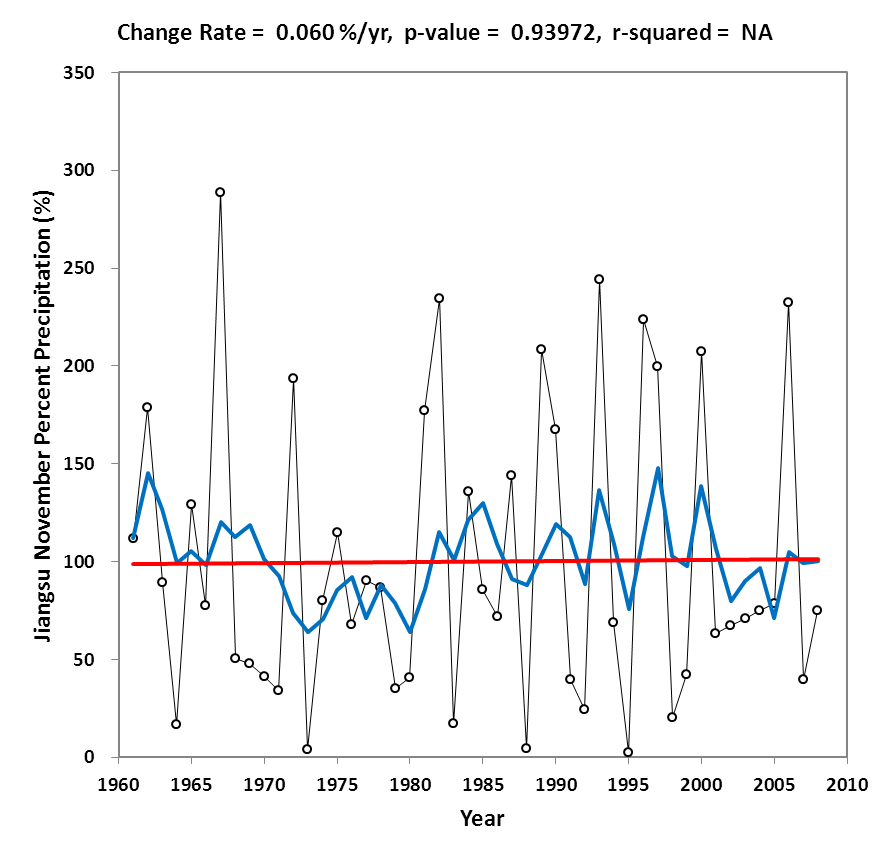 Change Rate = 0.060 %/yr, p-value = 0.93972, r-squared = NA
Jiangsu November Percent Precipitation (%)
350
300
250
200
150
100
50
0
1960 1965 1970 1975 1980 1985 1990 1995 2000 2005 2010
Year